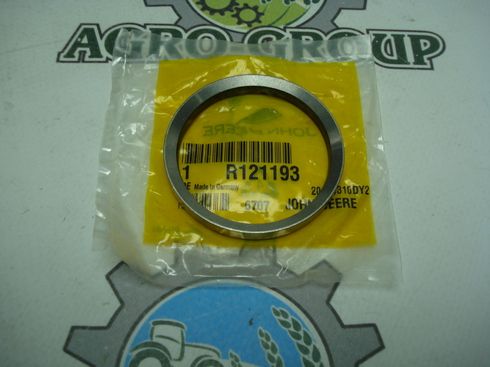 AGRO-GROUP
JOHN DEERE
1 R121193
Made in Germany
6707 JOHN DEERE